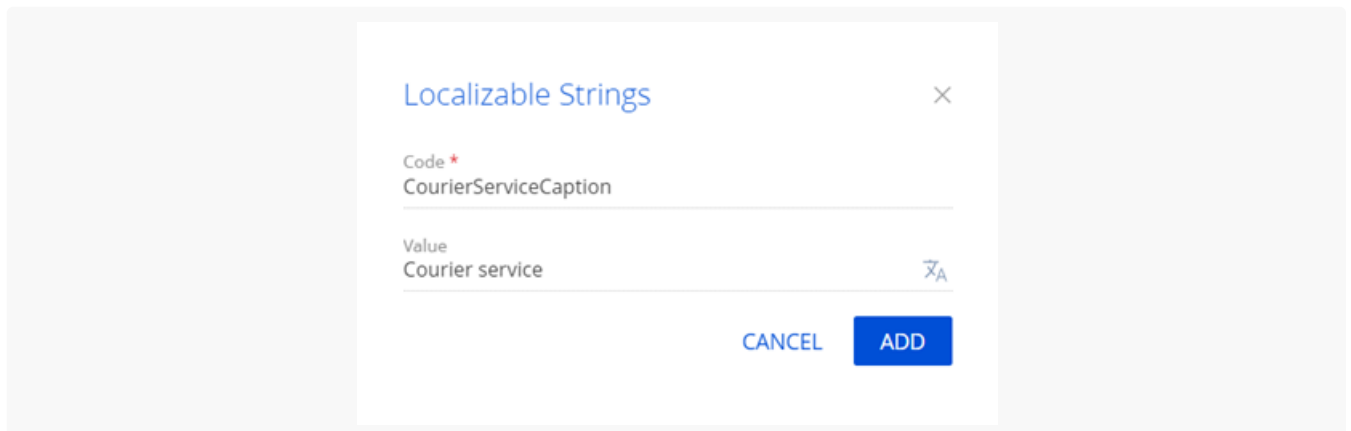 Localizable Strings
Code *
CourierServiceCaption
Value
Courier service
CANCEL ADD